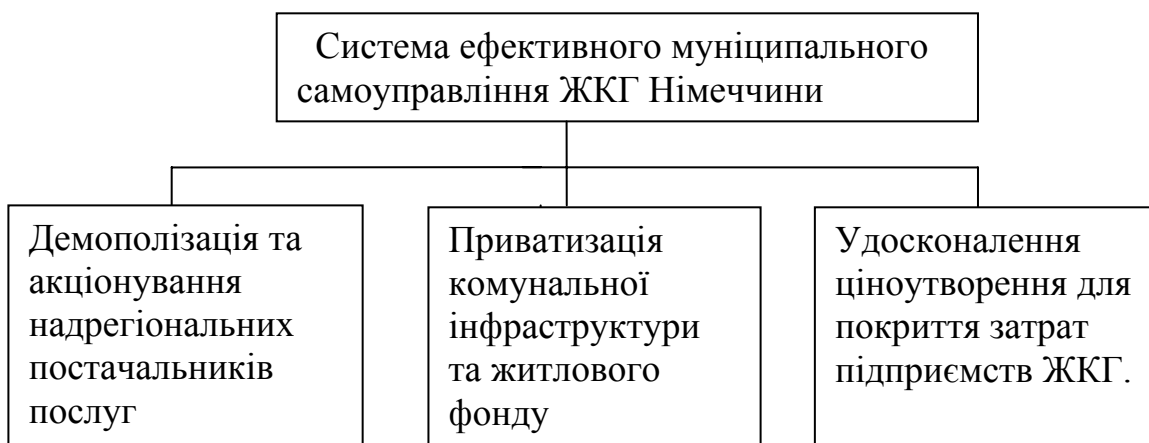 Система ефективного муніципального
самоуправління ЖКГ Німеччини
Демополізація та
акціонування
надрегіональних
постачальників
послуг
Приватизація
комунальної
інфраструктури
та житлового
фонду
Удосконалення
ціноутворення для
покриття затрат
підприємств ЖКГ.